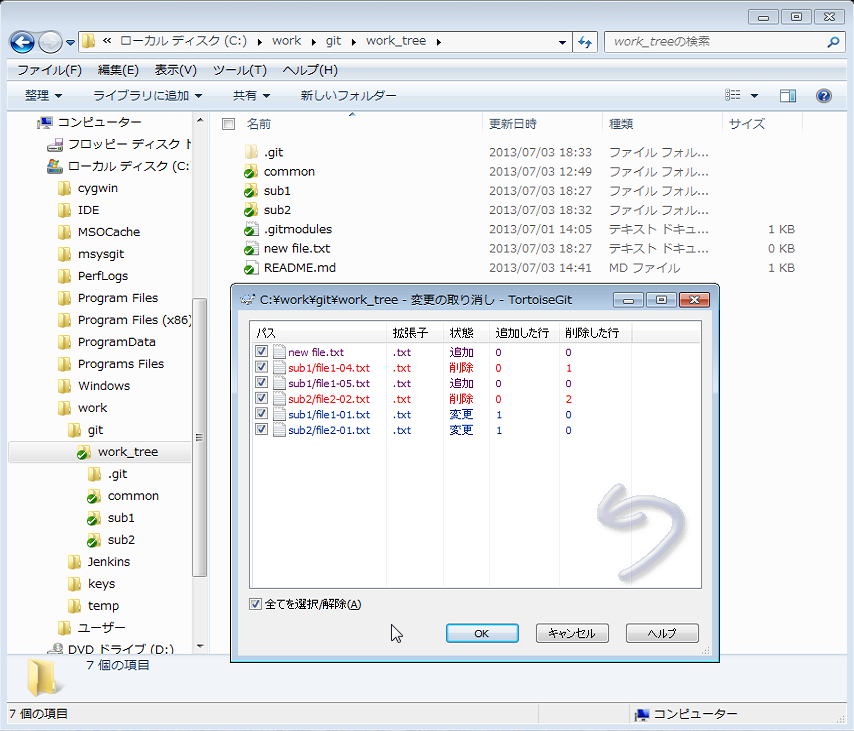 « ローカル ディスク (C:) ▸ work ▸ git ▸ work_tree ▸
work_treeの検索
ファイル(F) 編集(E) 表示(V) ツール(T) ヘルプ(H)
整理 ライブラリに追加 共有 新しいフォルダー
コンピューター
フロッピー ディスク ト
ローカル ディスク (C:
cygwin
IDE
MSOCache
msysgit
PerfLogs
Program Files
Program Files (x86)
ProgramData
Programs Files
Windows
work
git
work_tree
.git
common
sub1
sub2
Jenkins
keys
temp
ユーザー
DVD ドライブ (D:)
名前 更新日時 種類 サイズ
.git 2013/07/03 18:33 ファイル フォル...
common 2013/07/03 12:49 ファイル フォル...
sub1 2013/07/03 18:27 ファイル フォル...
sub2 2013/07/03 18:32 ファイル フォル...
.gitmodules 2013/07/01 14:05 テキスト ドキュ... 1 KB
new file.txt 2013/07/03 18:27 テキスト ドキュ... 0 KB
README.md 2013/07/03 14:41 MD ファイル 1 KB
C:¥work¥git¥work_tree - 変更の取り消し - TortoiseGit
パス 拡張子 状態 追加した行 削除した行
new file.txt .txt 追加 0 0
sub1/file1-04.txt .txt 削除 0 1
sub1/file1-05.txt .txt 追加 0 0
sub2/file2-02.txt .txt 削除 0 2
sub1/file1-01.txt .txt 変更 1 0
sub2/file2-01.txt .txt 変更 1 0
全てを選択/解除(A)
OK キャンセル ヘルプ
7 個の項目
7 個の項目 コンピューター